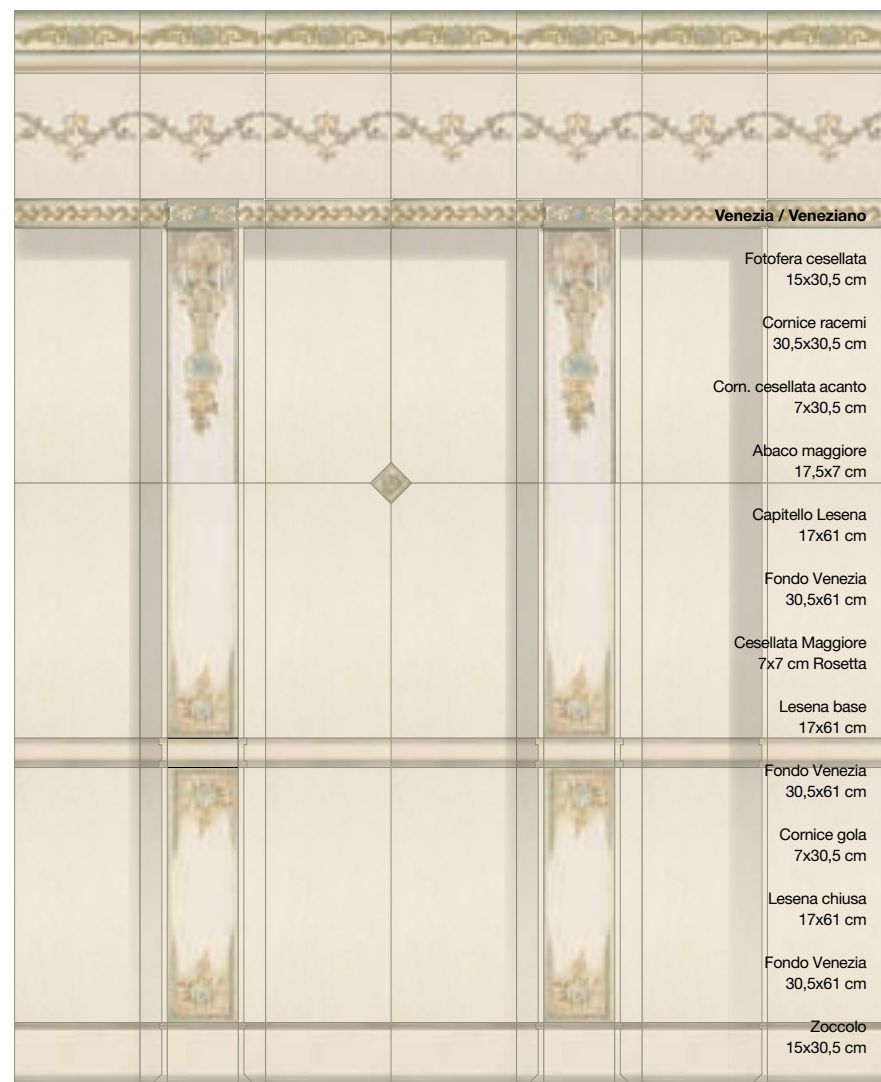 Venezia / Veneziano
Fotofera cesellata
15x30,5 cm
Cornice racemi
30,5x30,5 cm
Corn. cesellata acanto
7x30,5 cm
Abaco maggiore
17,5x7 cm
Capitello Lesena
17x61 cm
Fondo Venezia
30,5x61 cm
Cesellata Maggiore
7x7 cm Rosetta
Lesena base
17x61 cm
Fondo Venezia
30,5x61 cm
Cornice gola
7x30,5 cm
Lesena chiusa
17x61 cm
Fondo Venezia
30,5x61 cm
Zoccolo
15x30,5 cm